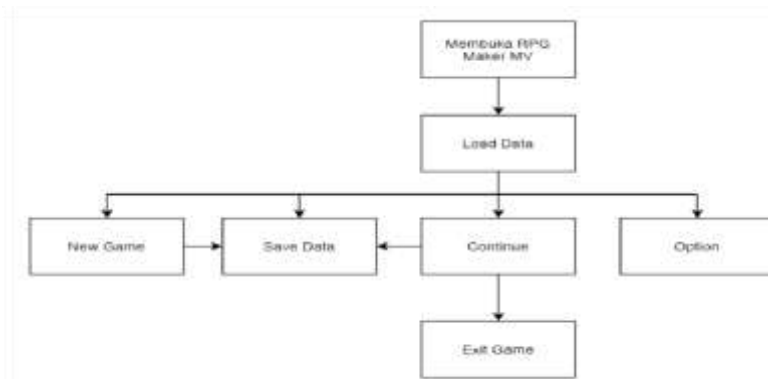 Membuka RPG
Maker MV
Load Data
New Game
Save Data
Continue
Option
Exit Game